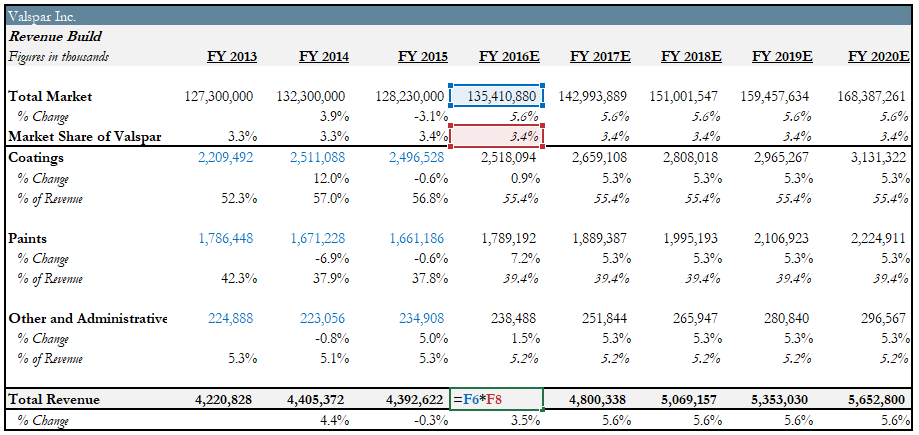 Valspar Inc.
Revenue Build
Figures in thousands FY 2013 FY 2014 FY 2015 FY 2016E FY 2017E FY 2018E FY 2019E FY 2020E
Total Market 127,300,000 132,300,000 128,230,000 135,410,880 142,993,889 151,001,547 159,457,634 168,387,261
% Change 3.9% -3.1% 5.6% 5.6% 5.6% 5.6% 5.6%
Market Share of Valspar 3.3% 3.3% 3.4% 3.4% 3.4% 3.4% 3.4% 3.4%
Coatings 2,209,492 2,511,088 2,496,528 2,518,094 2,659,108 2,808,018 2,965,267 3,131,322
% Change 12.0% -0.6% 0.9% 5.3% 5.3% 5.3% 5.3%
% of Revenue 52.3% 57.0% 56.8% 55.4% 55.4% 55.4% 55.4% 55.4%
Paints 1,786,448 1,671,228 1,661,186 1,789,192 1,889,387 1,995,193 2,106,923 2,224,911
% Change -6.9% -0.6% 7.2% 5.3% 5.3% 5.3% 5.3%
% of Revenue 42.3% 37.9% 37.8% 39.4% 39.4% 39.4% 39.4% 39.4%
Other and Administrative 224,888 223,056 234,908 238,488 251,844 265,947 280,840 296,567
% Change -0.8% 5.0% 1.5% 5.3% 5.3% 5.3% 5.3%
% of Revenue 5.3% 5.1% 5.3% 5.2% 5.2% 5.2% 5.2% 5.2%
Total Revenue 4,220,828 4,405,372 4,392,622 =F6*F8 4,800,338 5,069,157 5,353,030 5,652,800
% Change 4.4% -0.3% 3.5% 5.6% 5.6% 5.6% 5.6%